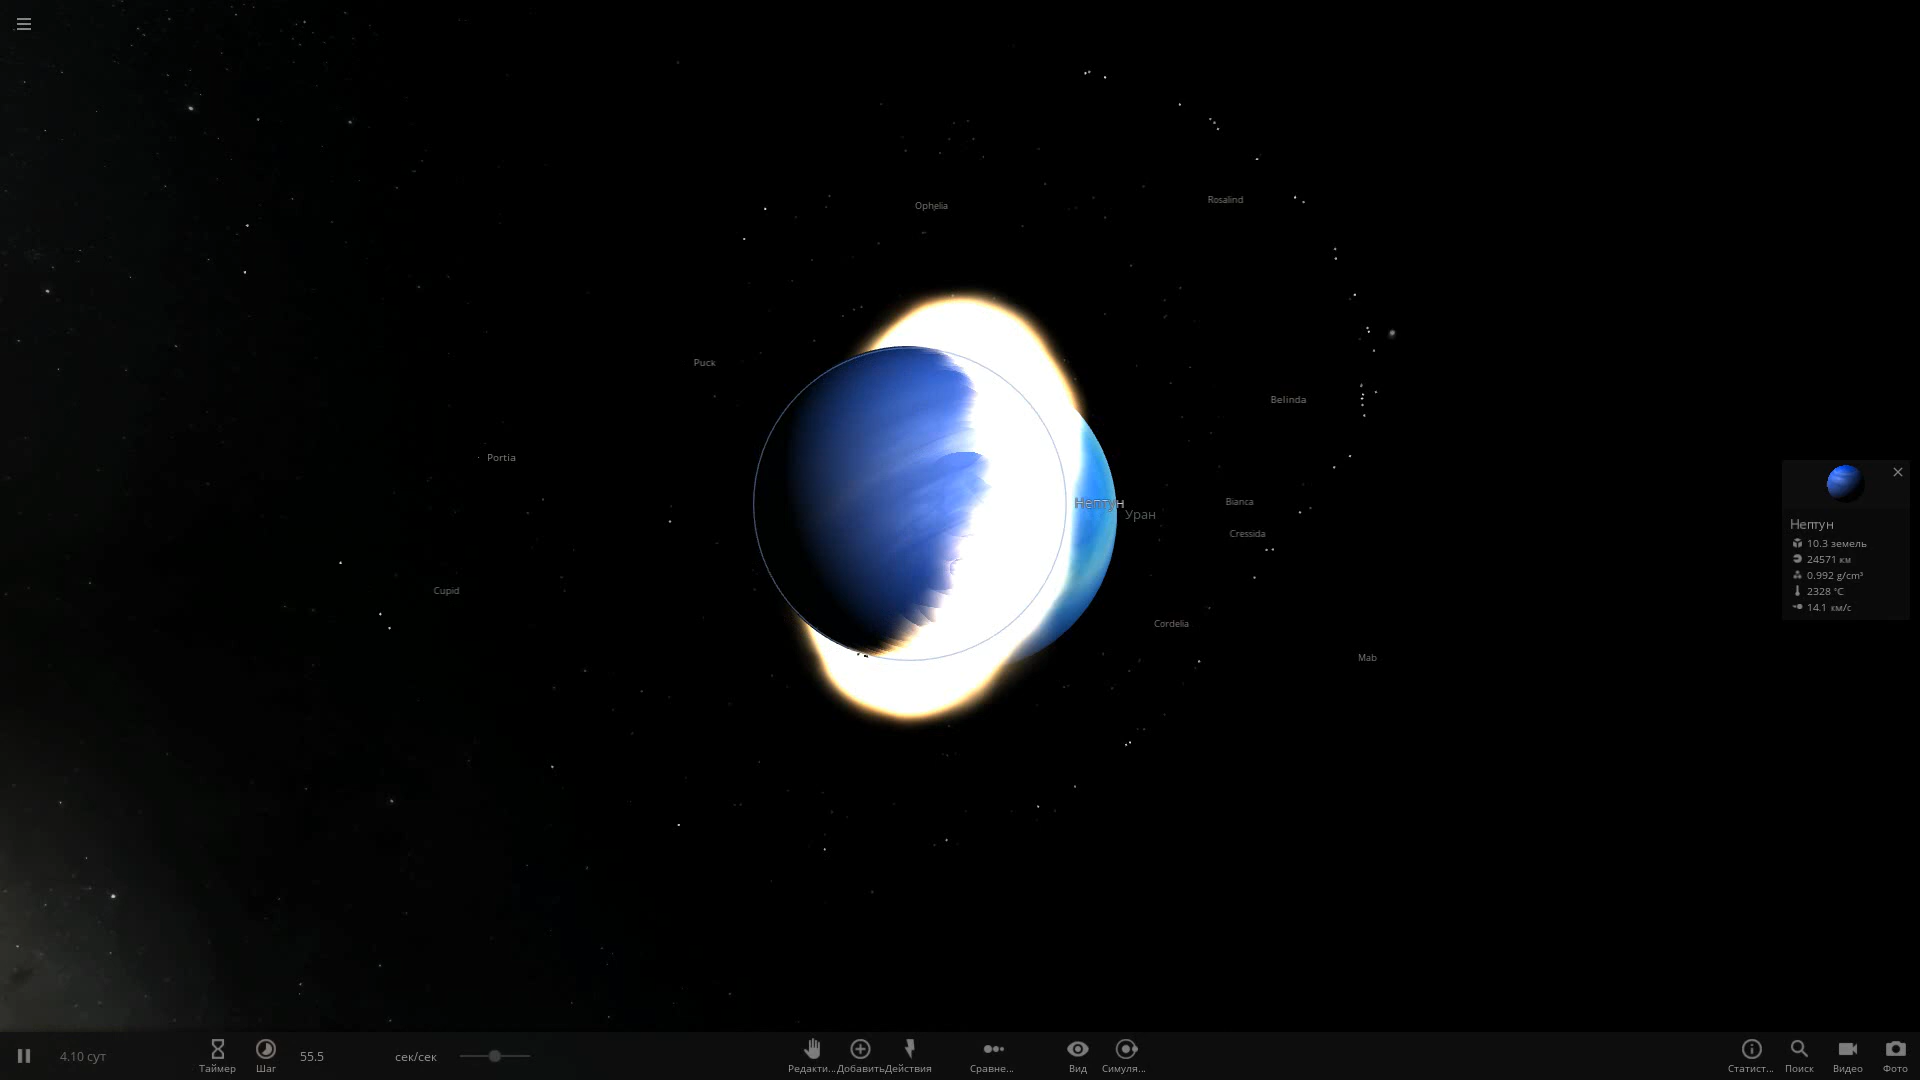 Ophelia
Rosalind
Puck
Belinda
Portia
Нептун
Уран
Bianca
Cressida
Cupid
Cordelia
Mab
Нептун
10.3 земель
24571 км
0.992 g/cm³
2328 °C
14.1 км/с
4.10 сут
Таймер
Шаг
55.5
сек/сек
Редакти...
Добавить
Действия
Сравне...
Вид
Симуля...
Статист...
Поиск
Видео
Фото